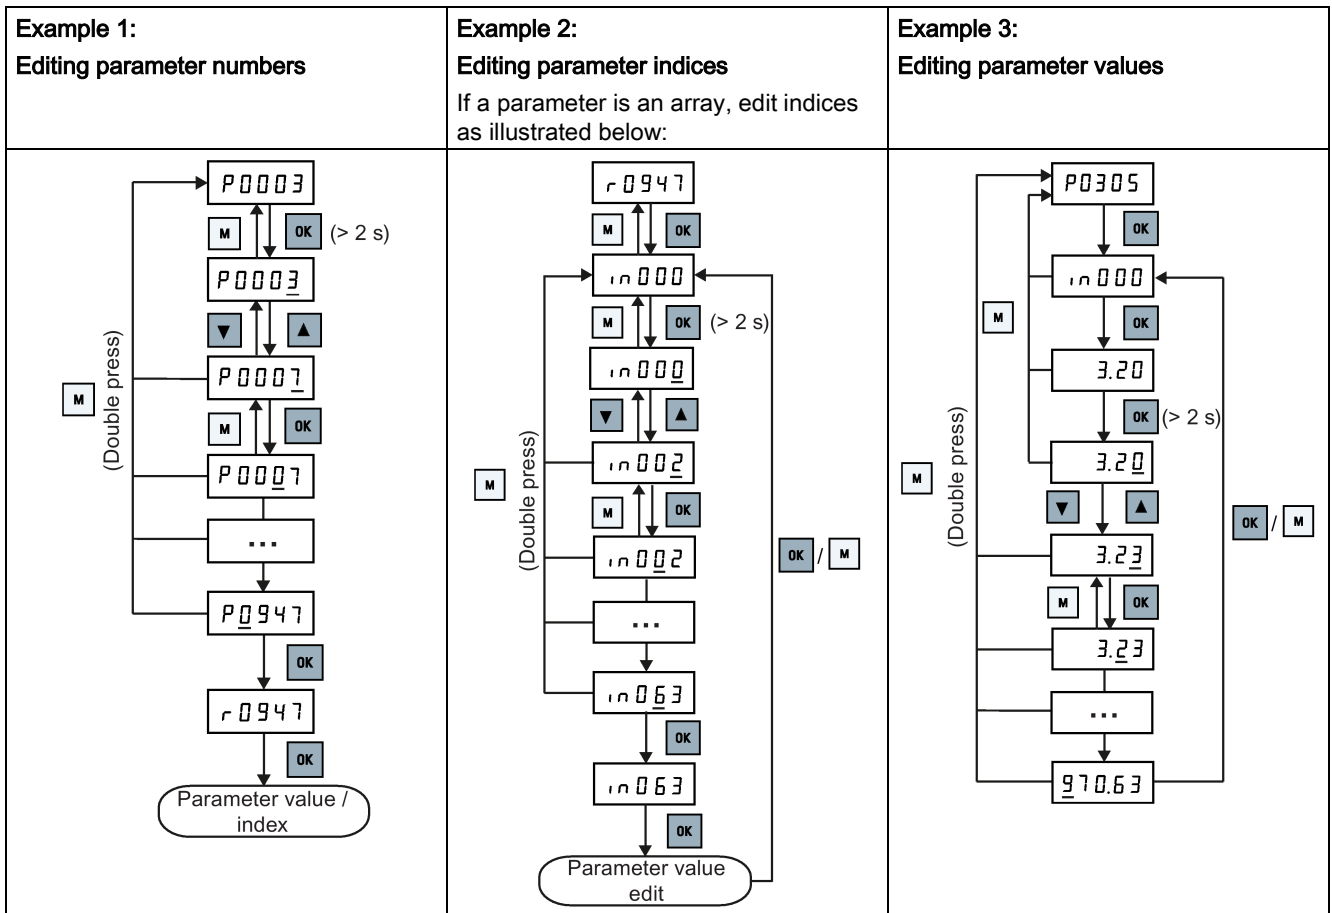 Example 1:
Editing parameter numbers
Example 2:
Editing parameter indices
If a parameter is an array, edit indices
as illustrated below:
Example 3:
Editing parameter values
P0003
M
OK
(> 2 s)
P0003
▼
▲
P0007
M
OK
P0007
...
P0947
OK
r0947
OK
Parameter value /
index
M
(Double press)
r0947
M
OK
in000
M
OK
(> 2 s)
in000
▼
▲
in002
M
OK
in002
...
in063
OK
in063
OK
Parameter value
edit
M
(Double press)
OK / M
P0305
OK
in000
OK
3.20
OK
(> 2 s)
3.20
▼
▲
3.23
M
OK
3.23
...
970.63
M
M
(Double press)
OK / M